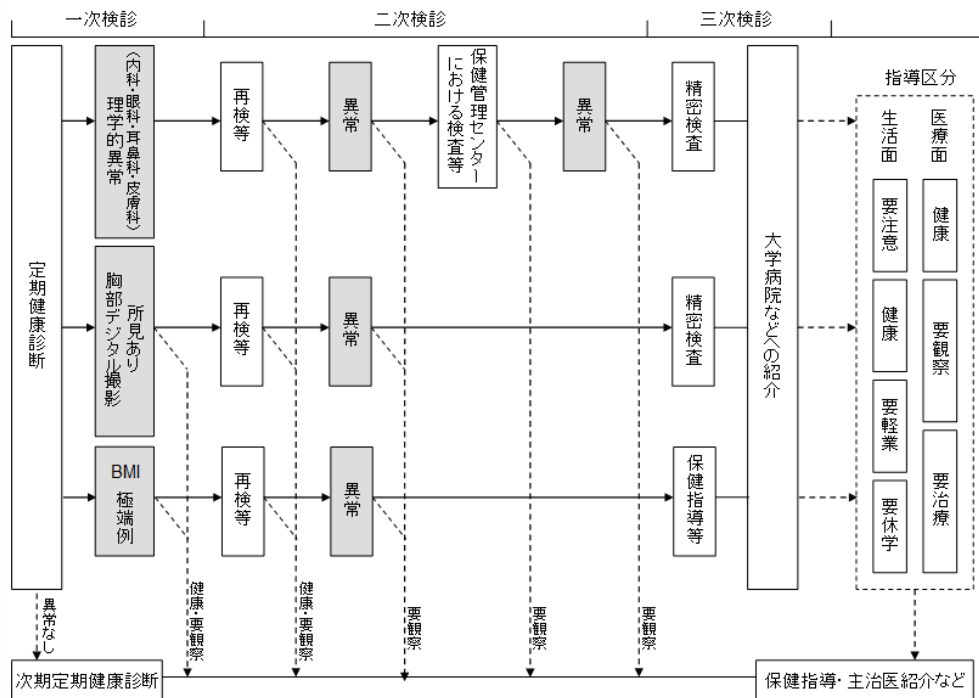 一次検診
二次検診
三次検診
定期健康診断
理学的異常
（内科・眼科・耳鼻科・皮膚科）
再検等
異常
保健管理センター
における検査等
異常
精密検査
胸部デジタル撮影
所見あり
再検等
異常
精密検査
BMI
極端例
再検等
異常
保健指導等
大学病院などへの紹介
指導区分
医療面
健康
要観察
要治療
生活面
要注意
健康
要軽業
要休学
異常なし
健康・要観察
健康・要観察
要観察
要観察
要観察
次期定期健康診断
保健指導・主治医紹介など